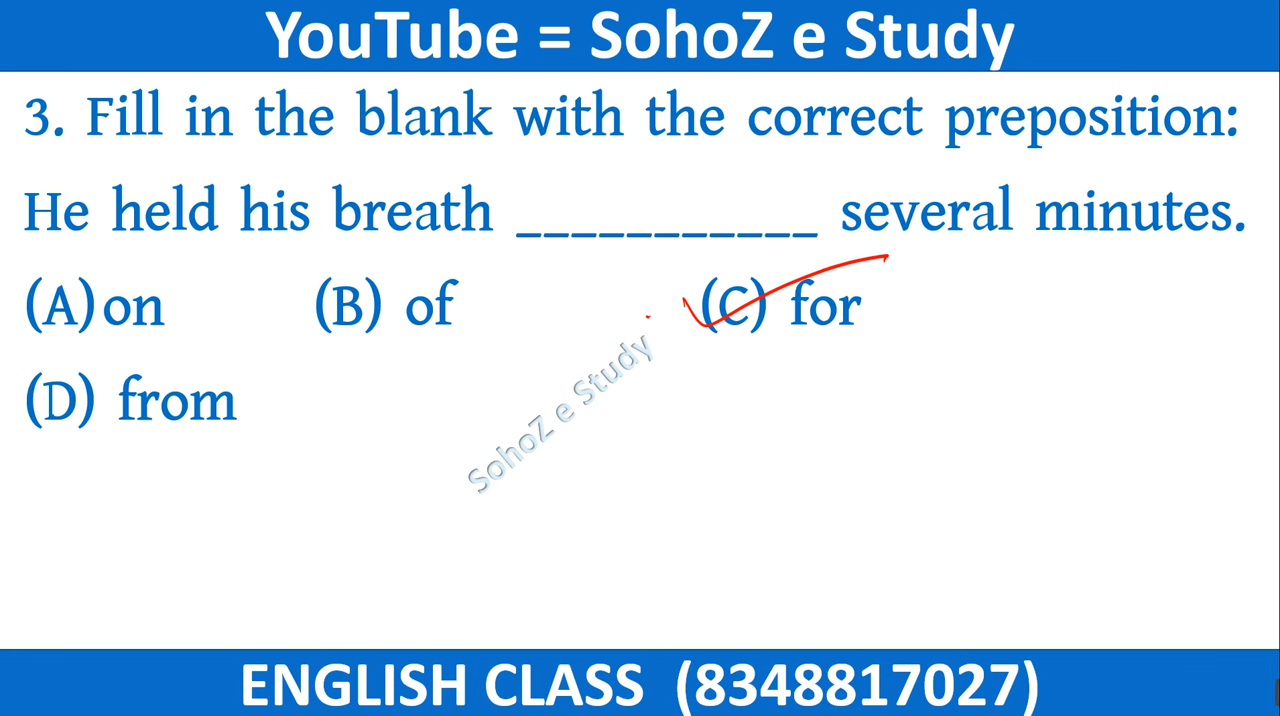 YouTube = SohoZ e Study
3. Fill in the blank with the correct preposition:
He held his breath ___________ several minutes.
(A) on (B) of (C) for
(D) from
SohoZ e Study
ENGLISH CLASS (8348817027)